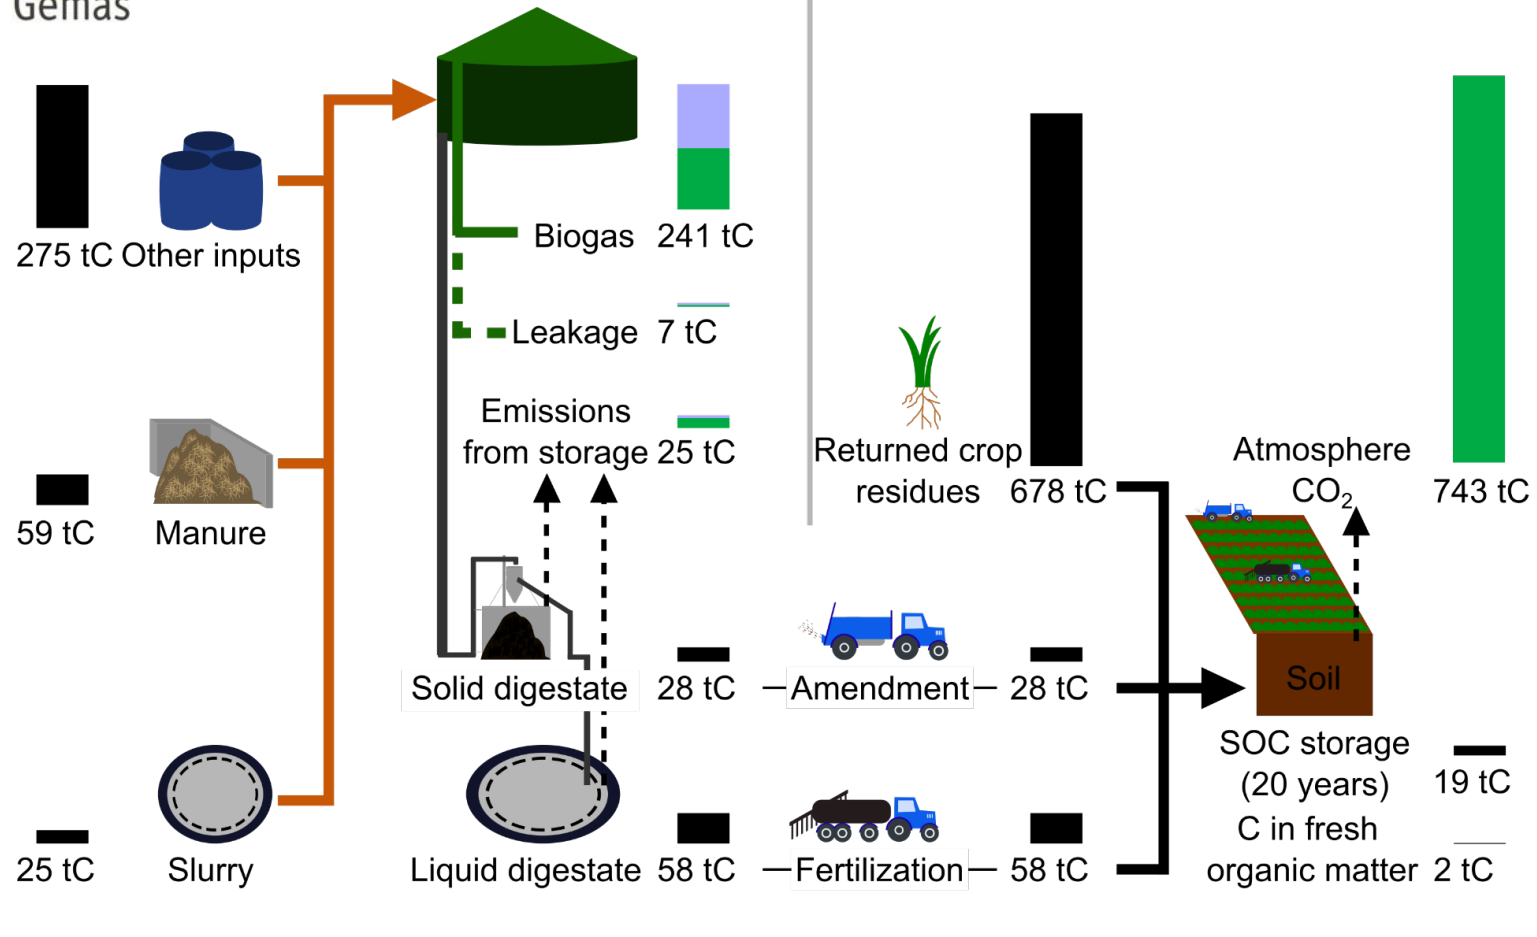 Gemas
275 tC Other inputs
Biogas 241 tC
Leakage 7 tC
Emissions
from storage 25 tC
Returned crop
residues 678 tC
Atmosphere
CO₂ 743 tC
59 tC Manure
Solid digestate 28 tC Amendment 28 tC
Soil
SOC storage
(20 years) 19 tC
C in fresh
organic matter 2 tC
25 tC Slurry
Liquid digestate 58 tC Fertilization 58 tC